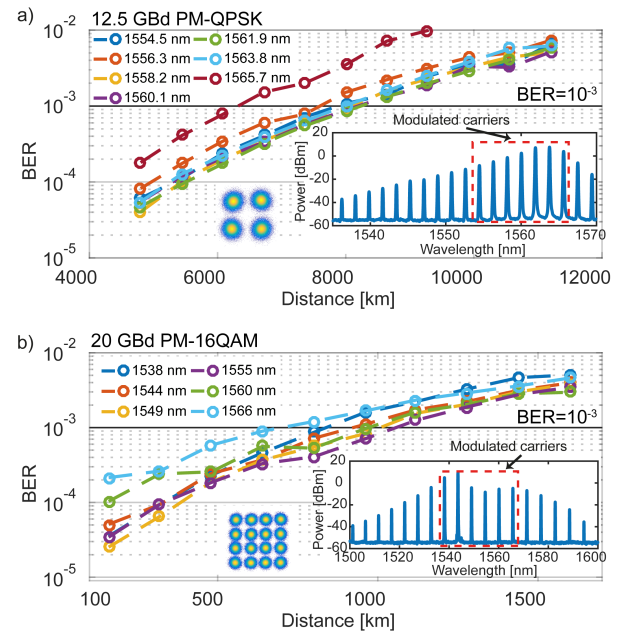 a) 12.5 GBd PM-QPSK
10^-2
1554.5 nm 1561.9 nm
1556.3 nm 1563.8 nm
1558.2 nm 1565.7 nm
1560.1 nm
10^-3
BER=10^-3
BER
10^-4
10^-5
Modulated carriers
Power [dBm]
20
0
-20
-40
-60
1540 1550 1560 1570
Wavelength [nm]
4000 6000 8000 10000 12000
Distance [km]
b) 20 GBd PM-16QAM
10^-2
1538 nm 1555 nm
1544 nm 1560 nm
1549 nm 1566 nm
10^-3
BER=10^-3
BER
10^-4
10^-5
Modulated carriers
Power [dBm]
20
0
-20
-40
-60
1500 1520 1540 1560 1580 1600
Wavelength [nm]
100 500 1000 1500
Distance [km]